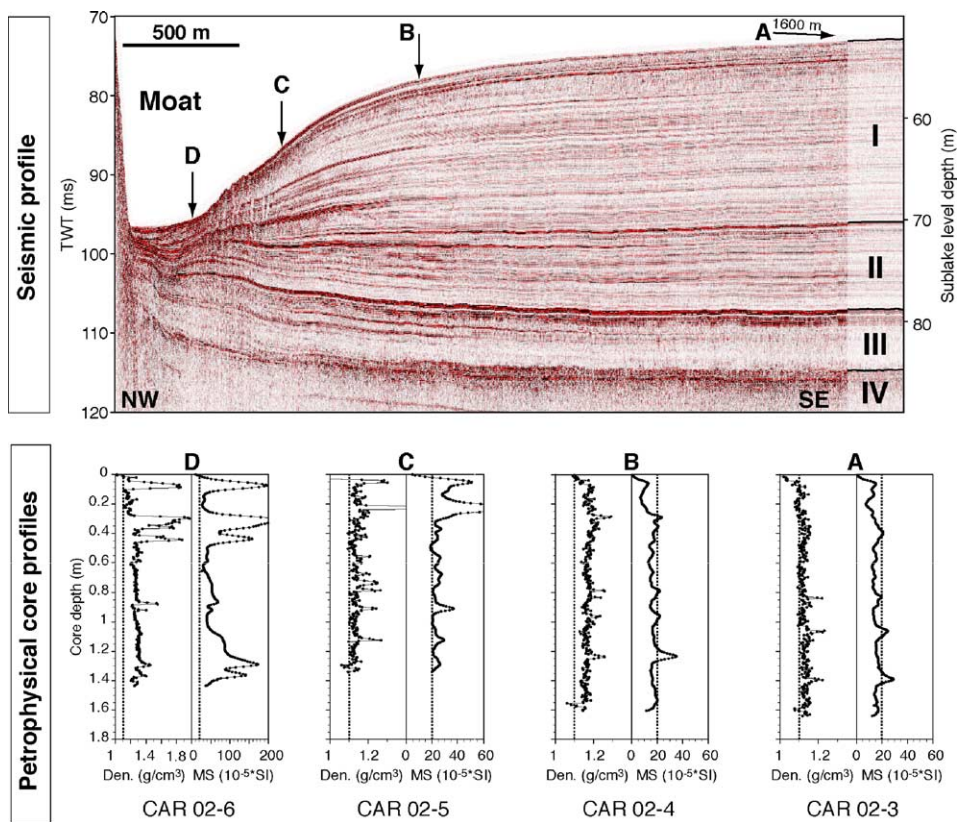 Seismic profile
TWT (ms)
70
80
90
100
110
120
500 m
Moat
D
C
B
A 1600 m
I
II
III
IV
NW
SE
60
70
80
Sublake level depth (m)
Petrophysical core profiles
D
C
B
A
Core depth (m)
0
0.2
0.4
0.6
0.8
1
1.2
1.4
1.6
1.8
1 1.4 1.8 0 100 200
1 1.2 0 20 40 60
1 1.2 0 20 40 60
1 1.2 0 20 40 60
Den. (g/cm³) MS (10⁻⁵*SI)
Den. (g/cm³) MS (10⁻⁵*SI)
Den. (g/cm³) MS (10⁻⁵*SI)
Den. (g/cm³) MS (10⁻⁵*SI)
CAR 02-6
CAR 02-5
CAR 02-4
CAR 02-3